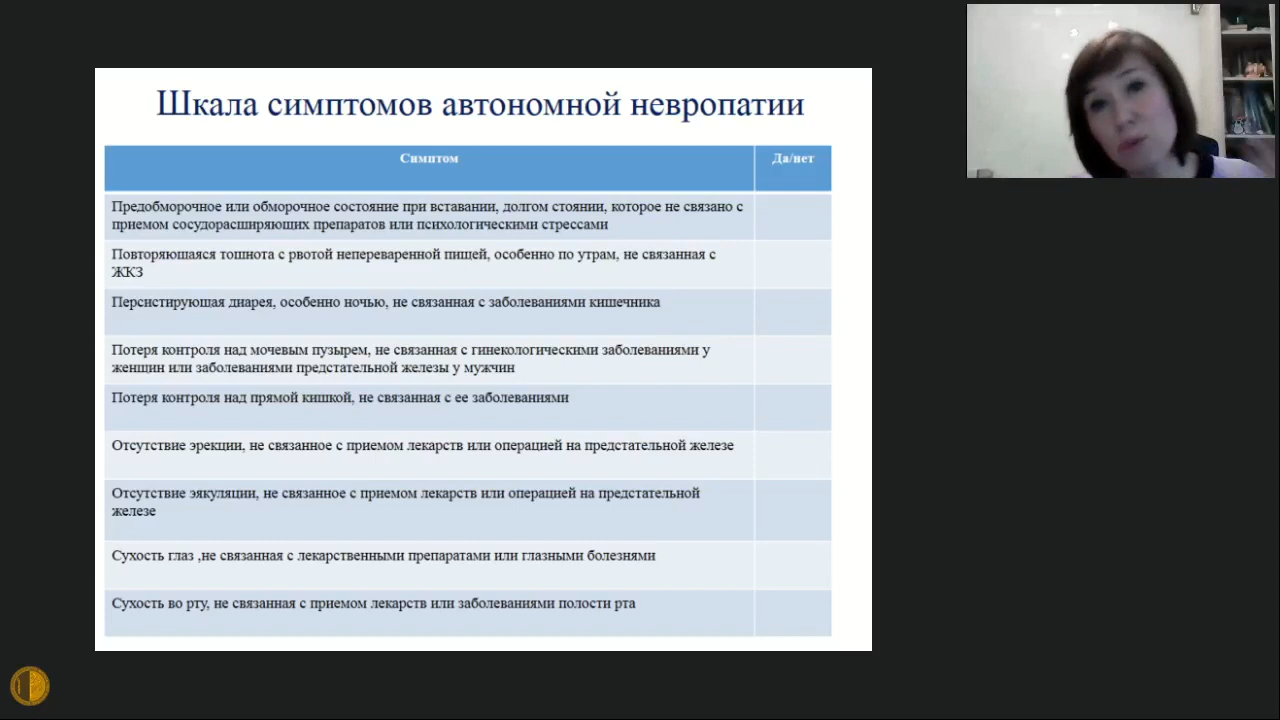 Шкала симптомов автономной невропатии
Симптом
Да/нет
Предобморочное или обморочное состояние при вставании, долгом стоянии, которое не связано с
приемом сосудорасширяющих препаратов или психологическими стрессами
Повторяюшаяся тошнота с рвотой непереваренной пищей, особенно по утрам, не связанная с
ЖКЗ
Персистирующая диарея, особенно ночью, не связанная с заболеваниями кишечника
Потеря контроля над мочевым пузырем, не связанная с гинекологическими заболеваниями у
женщин или заболеваниями предстательной железы у мужчин
Потеря контроля над прямой кишкой, не связанная с ее заболеваниями
Отсутствие эрекции, не связанное с приемом лекарств или операцией на предстательной железе
Отсутствие эякуляции, не связанное с приемом лекарств или операцией на предстательной
железе
Сухость глаз ,не связанная с лекарственными препаратами или глазными болезнями
Сухость во рту, не связанная с приемом лекарств или заболеваниями полости рта